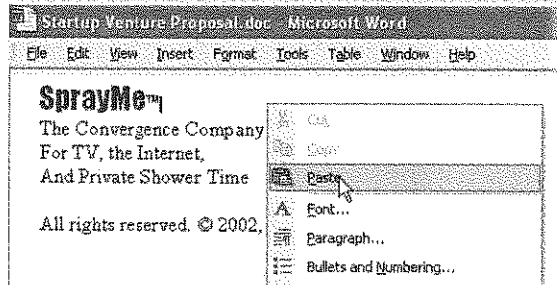 Startup Venture Proposal.doc - Microsoft Word
File Edit View Insert Format Tools Table Window Help
SprayMe™
The Convergence Company
For TV, the Internet,
And Private Shower Time
All rights reserved. © 2002,
Cut
Copy
Paste
Font...
Paragraph...
Bullets and Numbering...